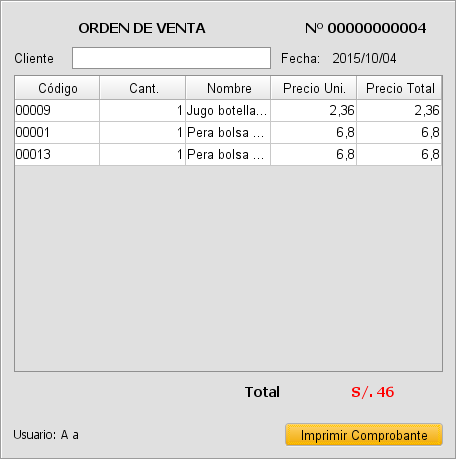 ORDEN DE VENTA Nº 00000000004
Cliente Fecha: 2015/10/04
Código Cant. Nombre Precio Uni. Precio Total
00009 1 Jugo botella... 2,36 2,36
00001 1 Pera bolsa ... 6,8 6,8
00013 1 Pera bolsa ... 6,8 6,8
Total S/. 46
Usuario: A a Imprimir Comprobante